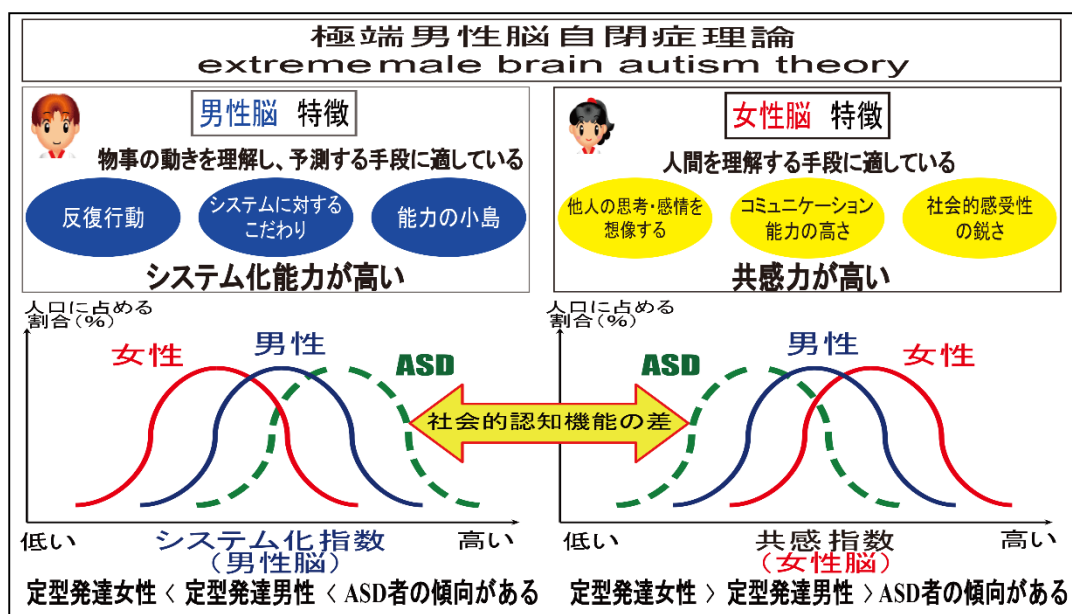 極端男性脳自閉症理論
extreme male brain autism theory
男性脳 特徴
物事の動きを理解し、予測する手段に適している
反復行動
システムに対する
こだわり
能力の小島
システム化能力が高い
女性脳 特徴
人間を理解する手段に適している
他人の思考・感情を
想像する
コミュニケーション
能力の高さ
社会的感受性
の鋭さ
共感力が高い
人口に占める
割合(%)
女性
男性
ASD
社会的認知機能の差
低い
システム化指数
(男性脳)
高い
定型発達女性 < 定型発達男性 < ASD者の傾向がある
人口に占める
割合(%)
ASD
男性
女性
低い
共感指数
(女性脳)
高い
定型発達女性 > 定型発達男性 > ASD者の傾向がある